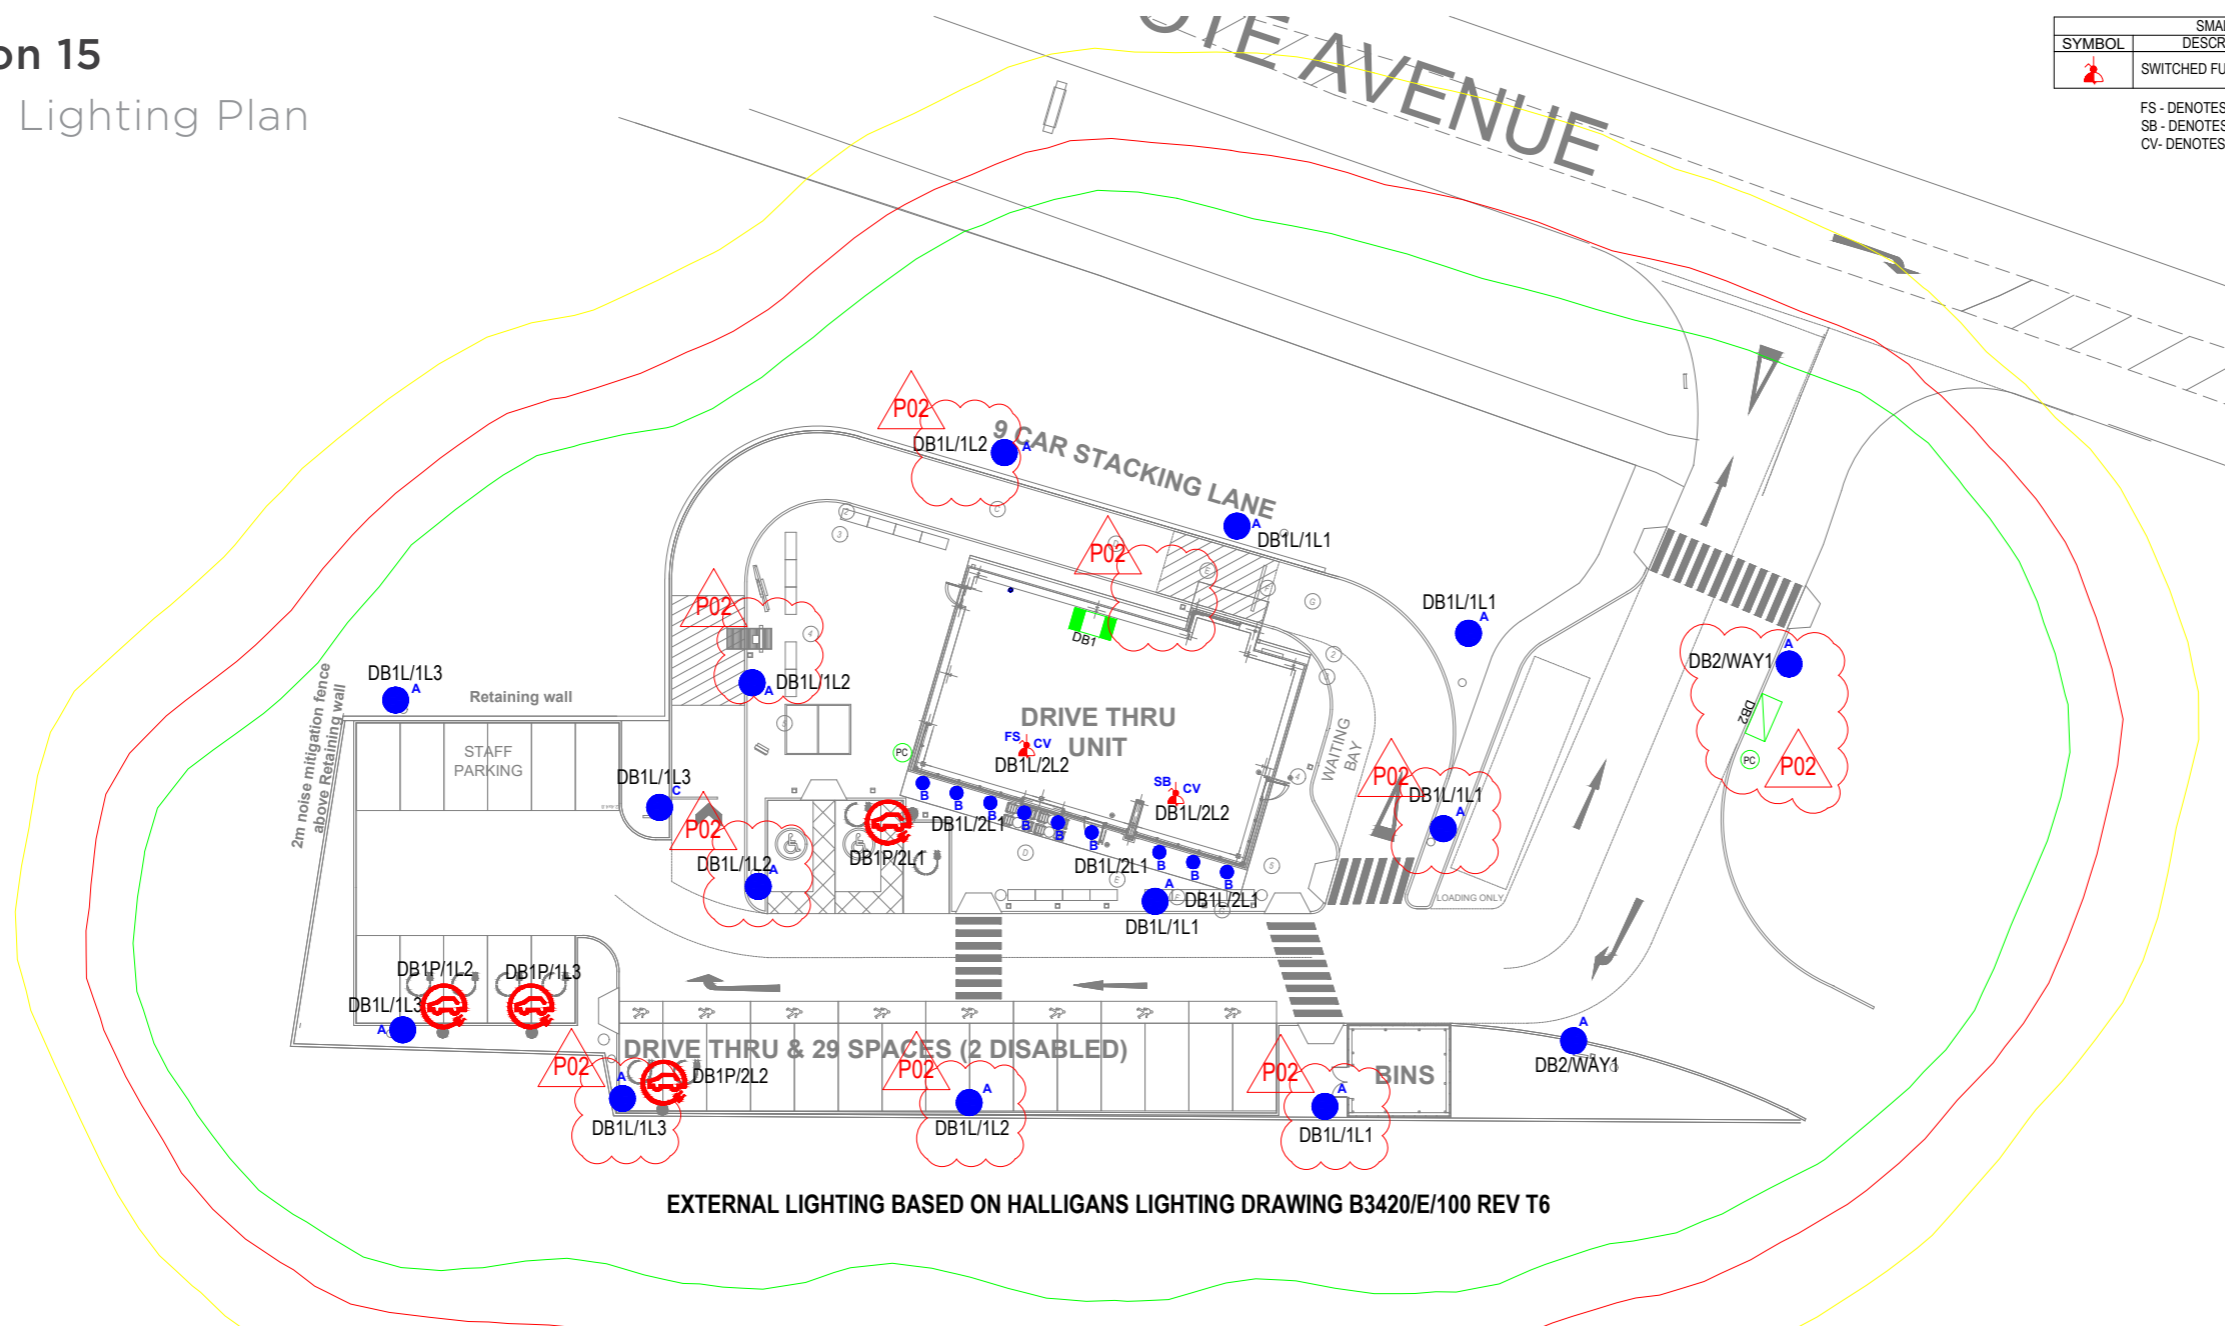 on 15
Lighting Plan
OTE AVENUE
SYMBOL
SWITCHED FU
FS - DENOTES
SB - DENOTES
CV- DENOTES
P02
DB1L/1L2
A
9 CAR STACKING LANE
A
DB1L/1L1
P02
P02
DB1
DB1L/1L2
A
DB1L/1L1
A
DB2/WAY1
A
DB2
PC
P02
DB1L/1L3
A
Retaining wall
2m noise mitigation fence
above Retaining wall
STAFF
PARKING
DRIVE THRU
UNIT
FS
CV
DB1L/2L2
SB
CV
DB1L/2L2
WAITING
BAY
PC
DB1L/1L3
C
P02
DB1L/1L2
A
DB1P/2L1
B
B
B
B
B
B
B
B
B
DB1L/2L1
DB1L/2L1
DB1L/2L1
A
DB1L/1L1
P02
DB1L/1L1
A
LOADING ONLY
DB1P/1L2
DB1P/1L3
DB1L/1L3
A
DRIVE THRU & 29 SPACES (2 DISABLED)
P02
A
DB1P/2L2
DB1L/1L3
P02
A
DB1L/1L2
P02
A
DB1L/1L1
BINS
A
DB2/WAY1
EXTERNAL LIGHTING BASED ON HALLIGANS LIGHTING DRAWING B3420/E/100 REV T6